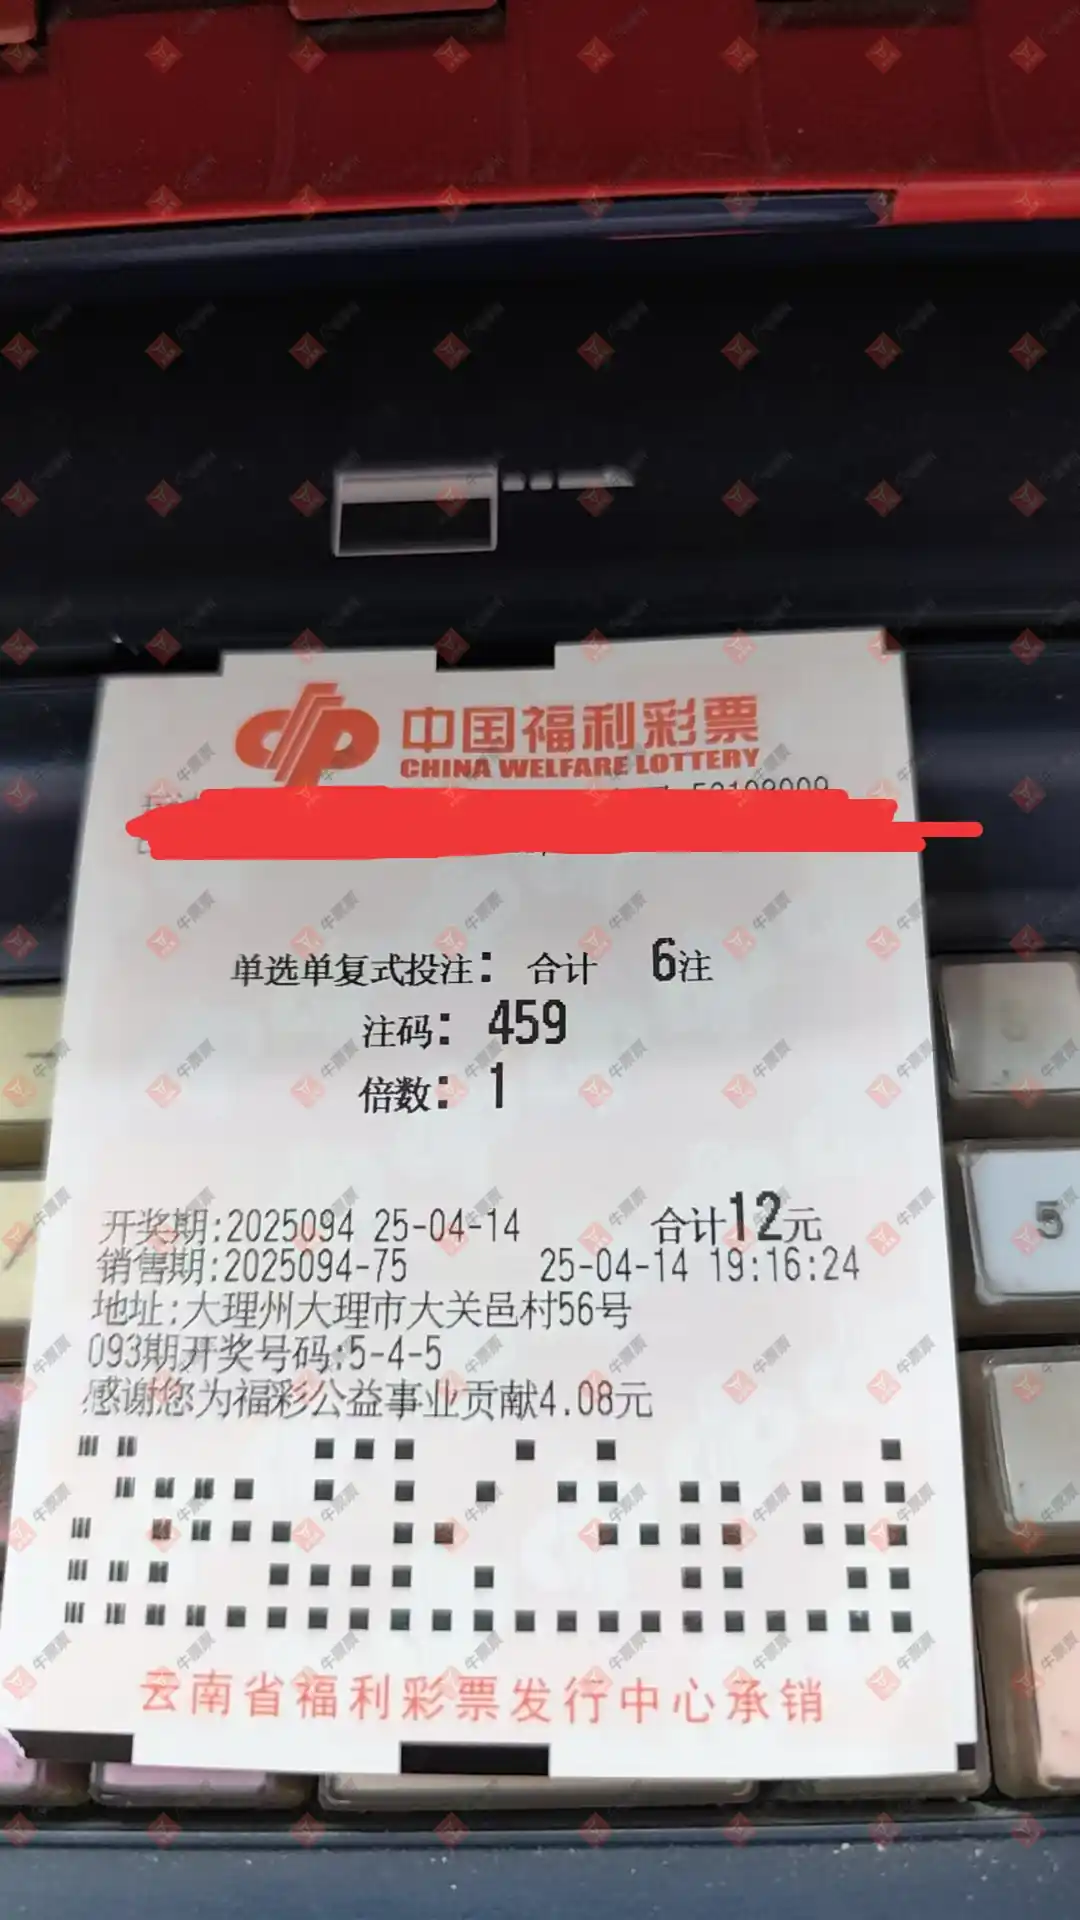 中国福利彩票
CHINA WELFARE LOTTERY
单选单复式投注: 合计 6注
注码: 459
倍数: 1
开奖期:2025094 25-04-14 合计12元
销售期:2025094-75 25-04-14 19:16:24
地址:大理州大理市大关邑村56号
093期开奖号码:5-4-5
感谢您为福彩公益事业贡献4.08元
云南省福利彩票发行中心承销
5
牛票票